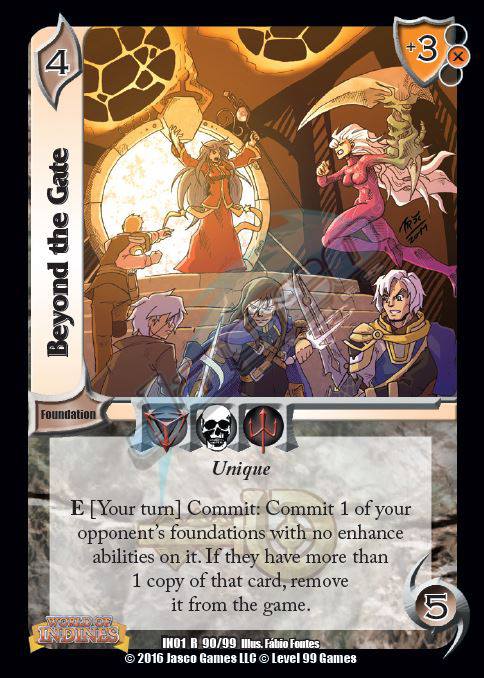 4
+3
Beyond the Gate
Foundation
Unique
E [Your turn] Commit: Commit 1 of your
opponent's foundations with no enhance
abilities on it. If they have more than
1 copy of that card, remove
it from the game.
5
WORLD OF
INDINES
IN01 R 90/99 Illus. Fábio Fontes
© 2016 Jasco Games LLC © Level 99 Games